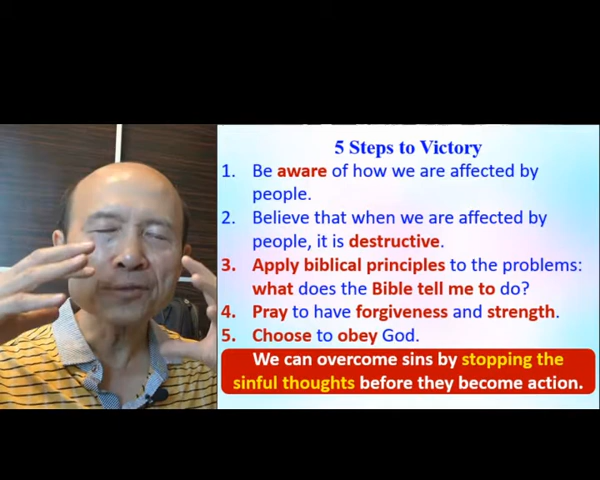 5 Steps to Victory
1. Be aware of how we are affected by
people.
2. Believe that when we are affected by
people, it is destructive.
3. Apply biblical principles to the problems:
what does the Bible tell me to do?
4. Pray to have forgiveness and strength.
5. Choose to obey God.
We can overcome sins by stopping the
sinful thoughts before they become action.